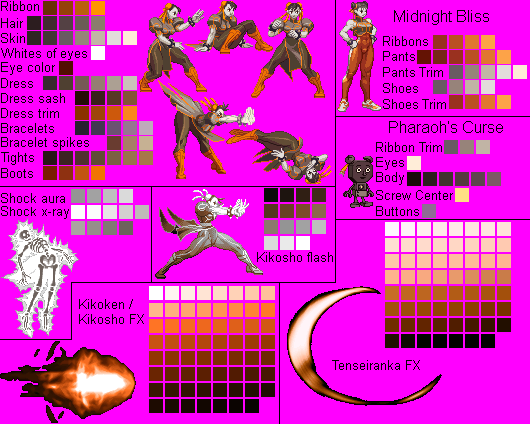 Ribbon
Hair
Skin
Whites of eyes
Eye color
Dress
Dress sash
Dress trim
Bracelets
Bracelet spikes
Tights
Boots
Midnight Bliss
Ribbons
Pants
Pants Trim
Shoes
Shoes Trim
Pharaoh's Curse
Ribbon Trim
Eyes
Body
Screw Center
Buttons
Shock aura
Shock x-ray
Kikosho flash
Kikoken /
Kikosho FX
Tenseiranka FX